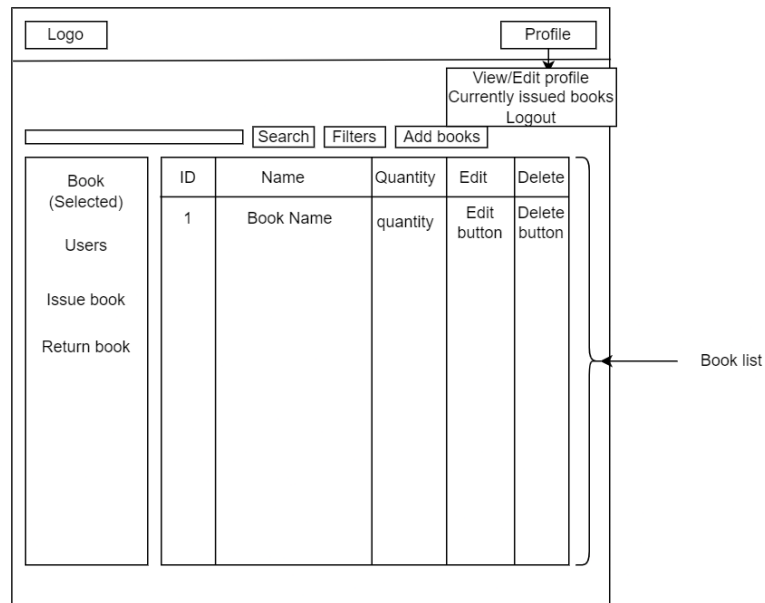 Logo
Profile
View/Edit profile
Currently issued books
Logout
Search
Filters
Add books
Book
(Selected)
Users
Issue book
Return book
ID
Name
Quantity
Edit
Delete
1
Book Name
quantity
Edit
button
Delete
button
Book list